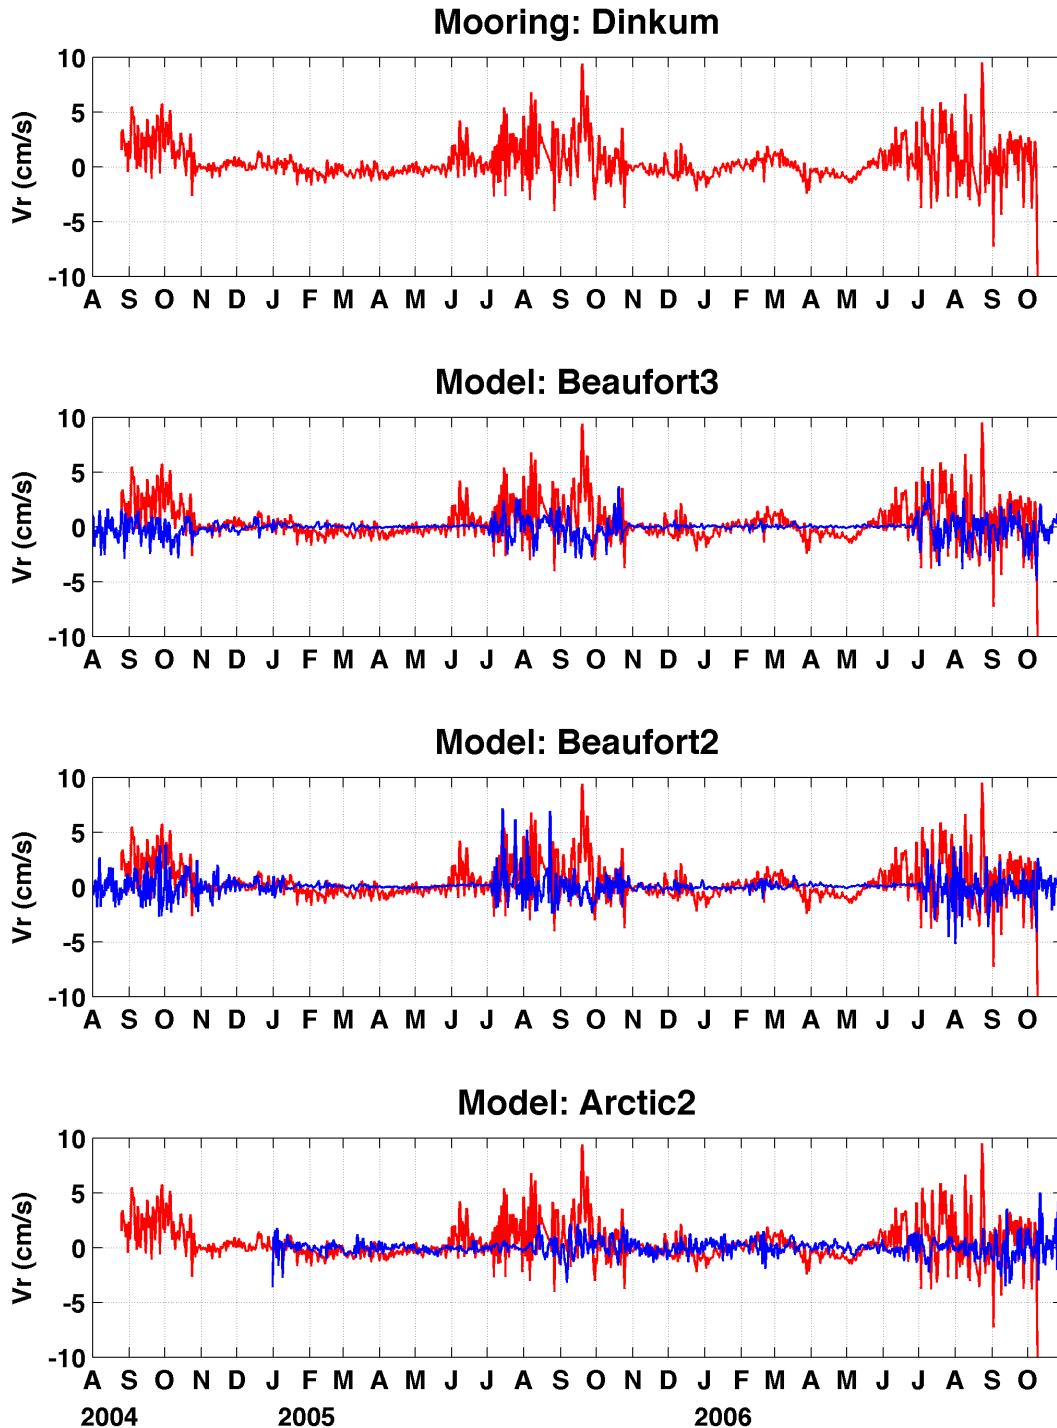 Mooring: Dinkum
10
5
0
-5
-10
Vr (cm/s)
A S O N D J F M A M J J A S O N D J F M A M J J A S O
Model: Beaufort3
10
5
0
-5
-10
Vr (cm/s)
A S O N D J F M A M J J A S O N D J F M A M J J A S O
Model: Beaufort2
10
5
0
-5
-10
Vr (cm/s)
A S O N D J F M A M J J A S O N D J F M A M J J A S O
Model: Arctic2
10
5
0
-5
-10
Vr (cm/s)
A S O N D J F M A M J J A S O N D J F M A M J J A S O
2004 2005 2006